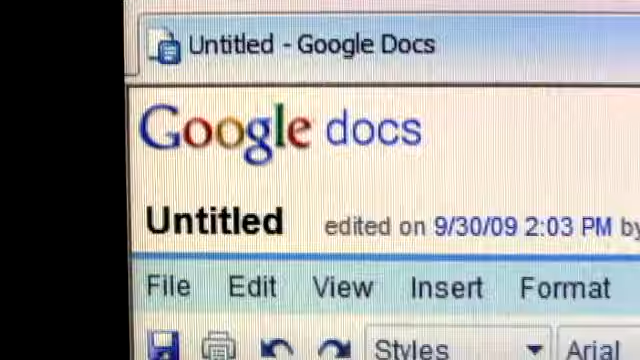 Untitled - Google Docs
Google docs
Untitled edited on 9/30/09 2:03 PM by
File Edit View Insert Format
Styles Arial